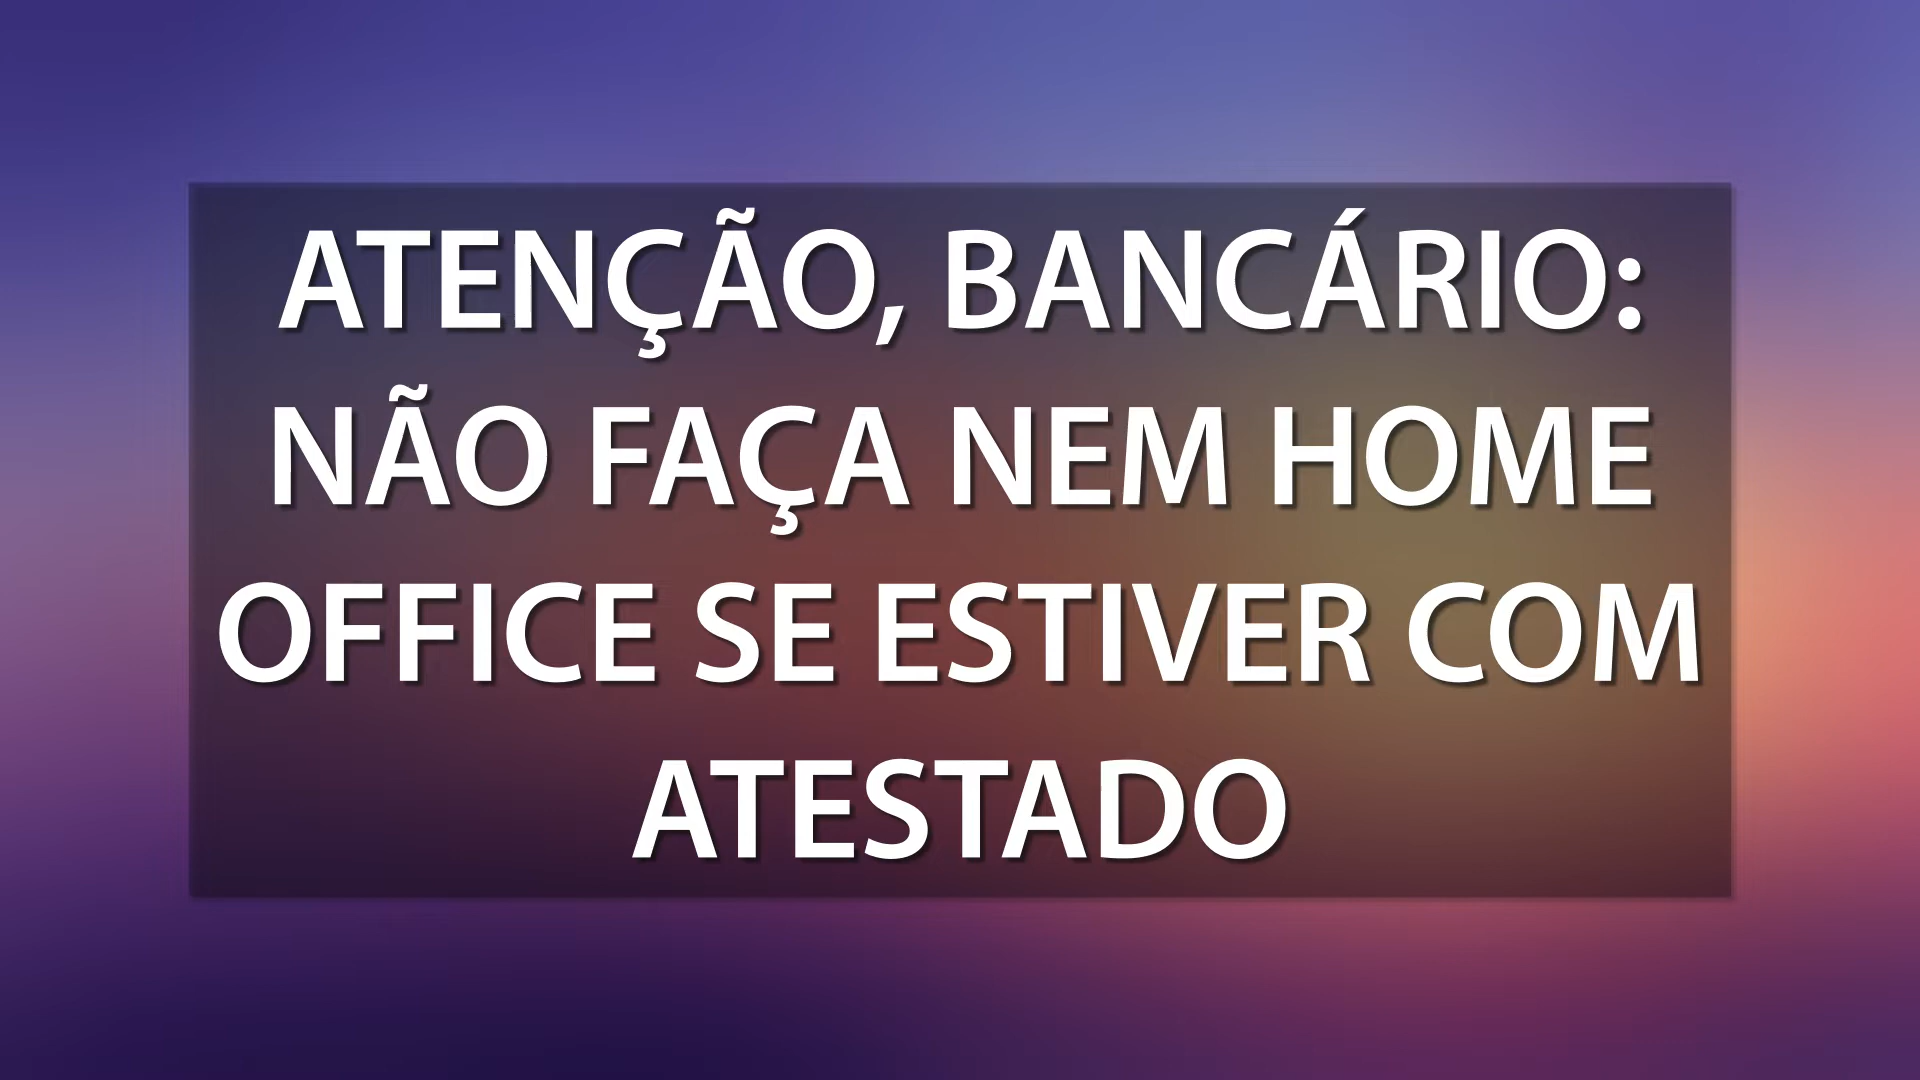 ATENÇÃO, BANCÁRIO:
NÃO FAÇA NEM HOME
OFFICE SE ESTIVER COM
ATESTADO